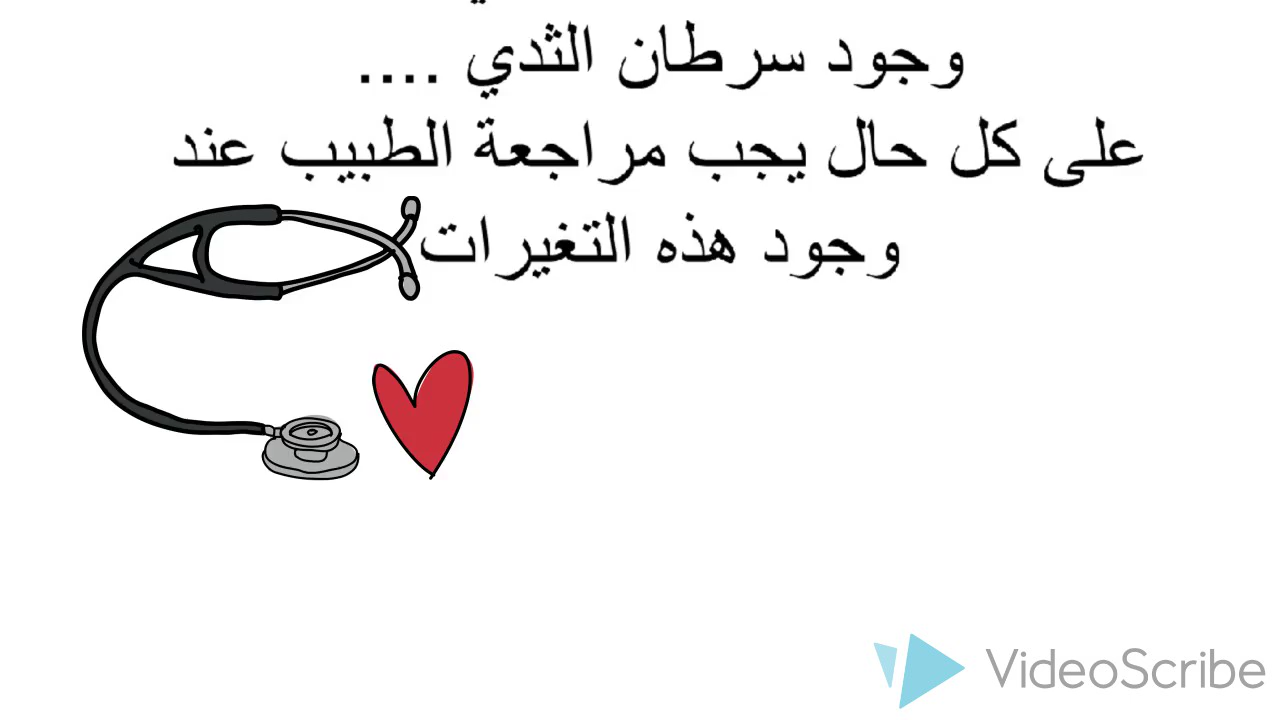 وجود سرطان الثدي ....
على كل حال يجب مراجعة الطبيب عند
وجود هذه التغيرات
VideoScribe